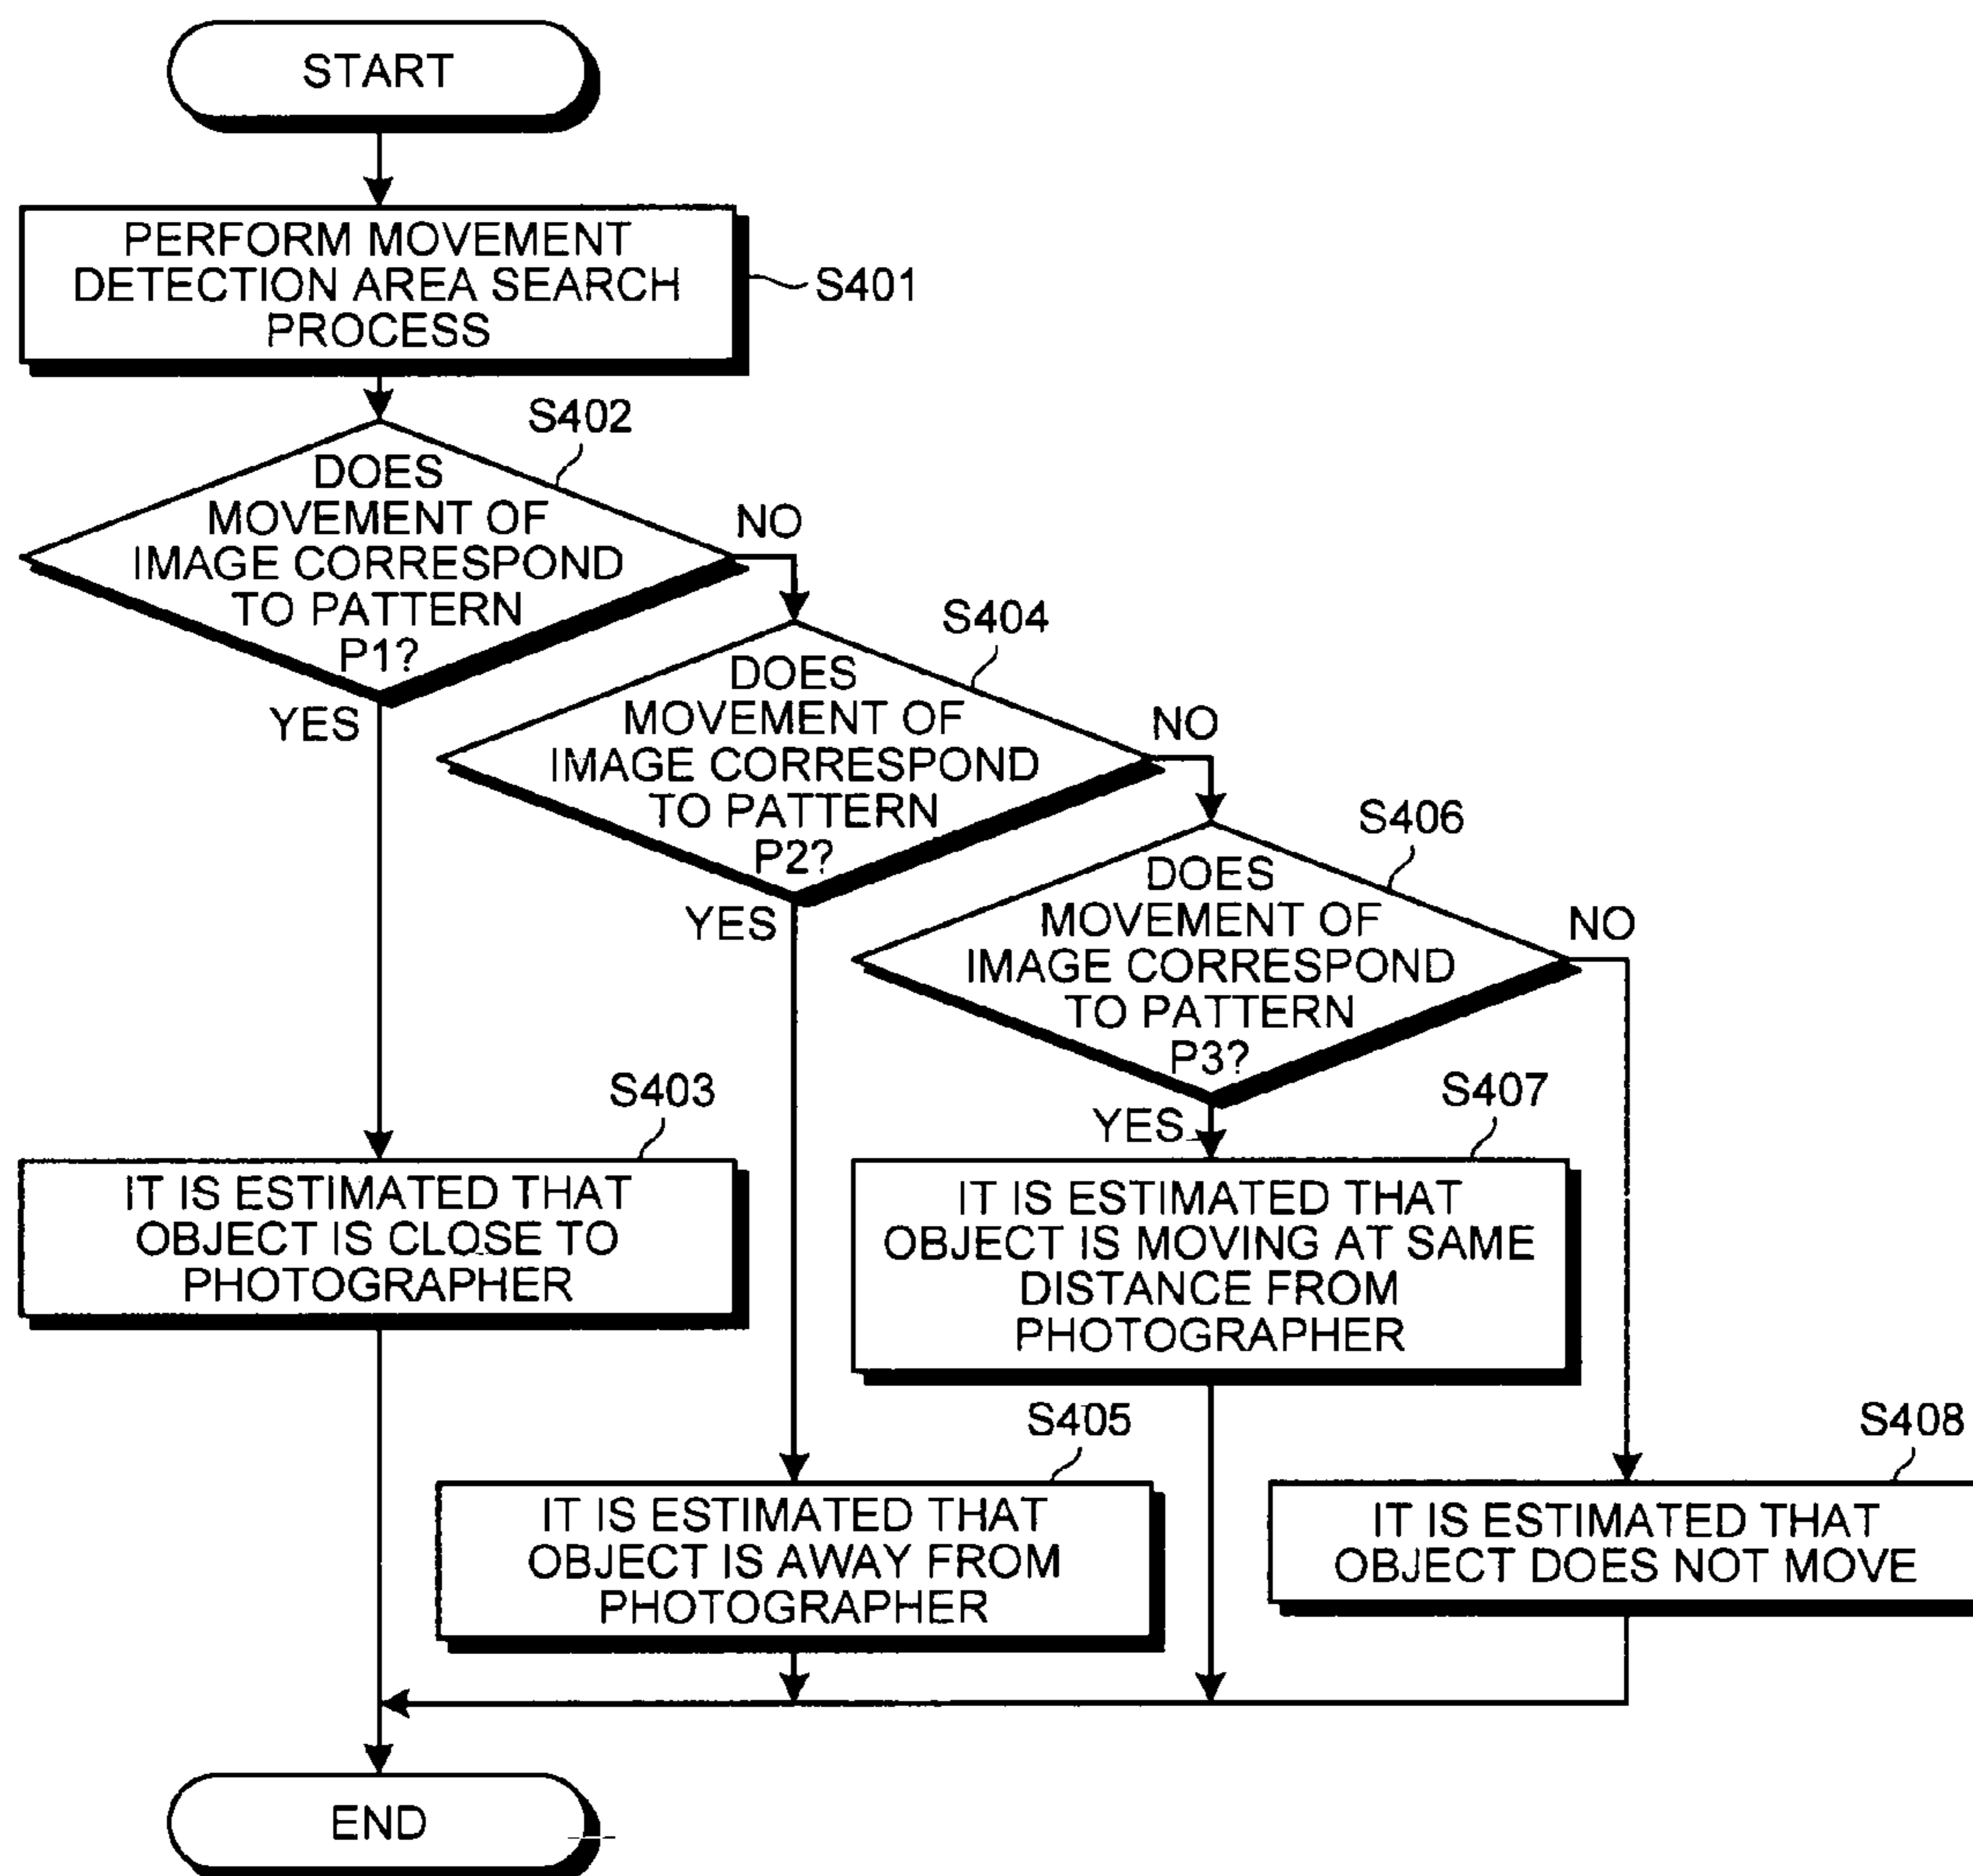 START
PERFORM MOVEMENT
DETECTION AREA SEARCH
PROCESS
S401
S402
DOES
MOVEMENT OF
IMAGE CORRESPOND
TO PATTERN
P1?
NO
YES
S404
DOES
MOVEMENT OF
IMAGE CORRESPOND
TO PATTERN
P2?
NO
YES
S406
DOES
MOVEMENT OF
IMAGE CORRESPOND
TO PATTERN
P3?
NO
YES
S403
IT IS ESTIMATED THAT
OBJECT IS CLOSE TO
PHOTOGRAPHER
S407
IT IS ESTIMATED THAT
OBJECT IS MOVING AT SAME
DISTANCE FROM
PHOTOGRAPHER
S405
IT IS ESTIMATED THAT
OBJECT IS AWAY FROM
PHOTOGRAPHER
S408
IT IS ESTIMATED THAT
OBJECT DOES NOT MOVE
END